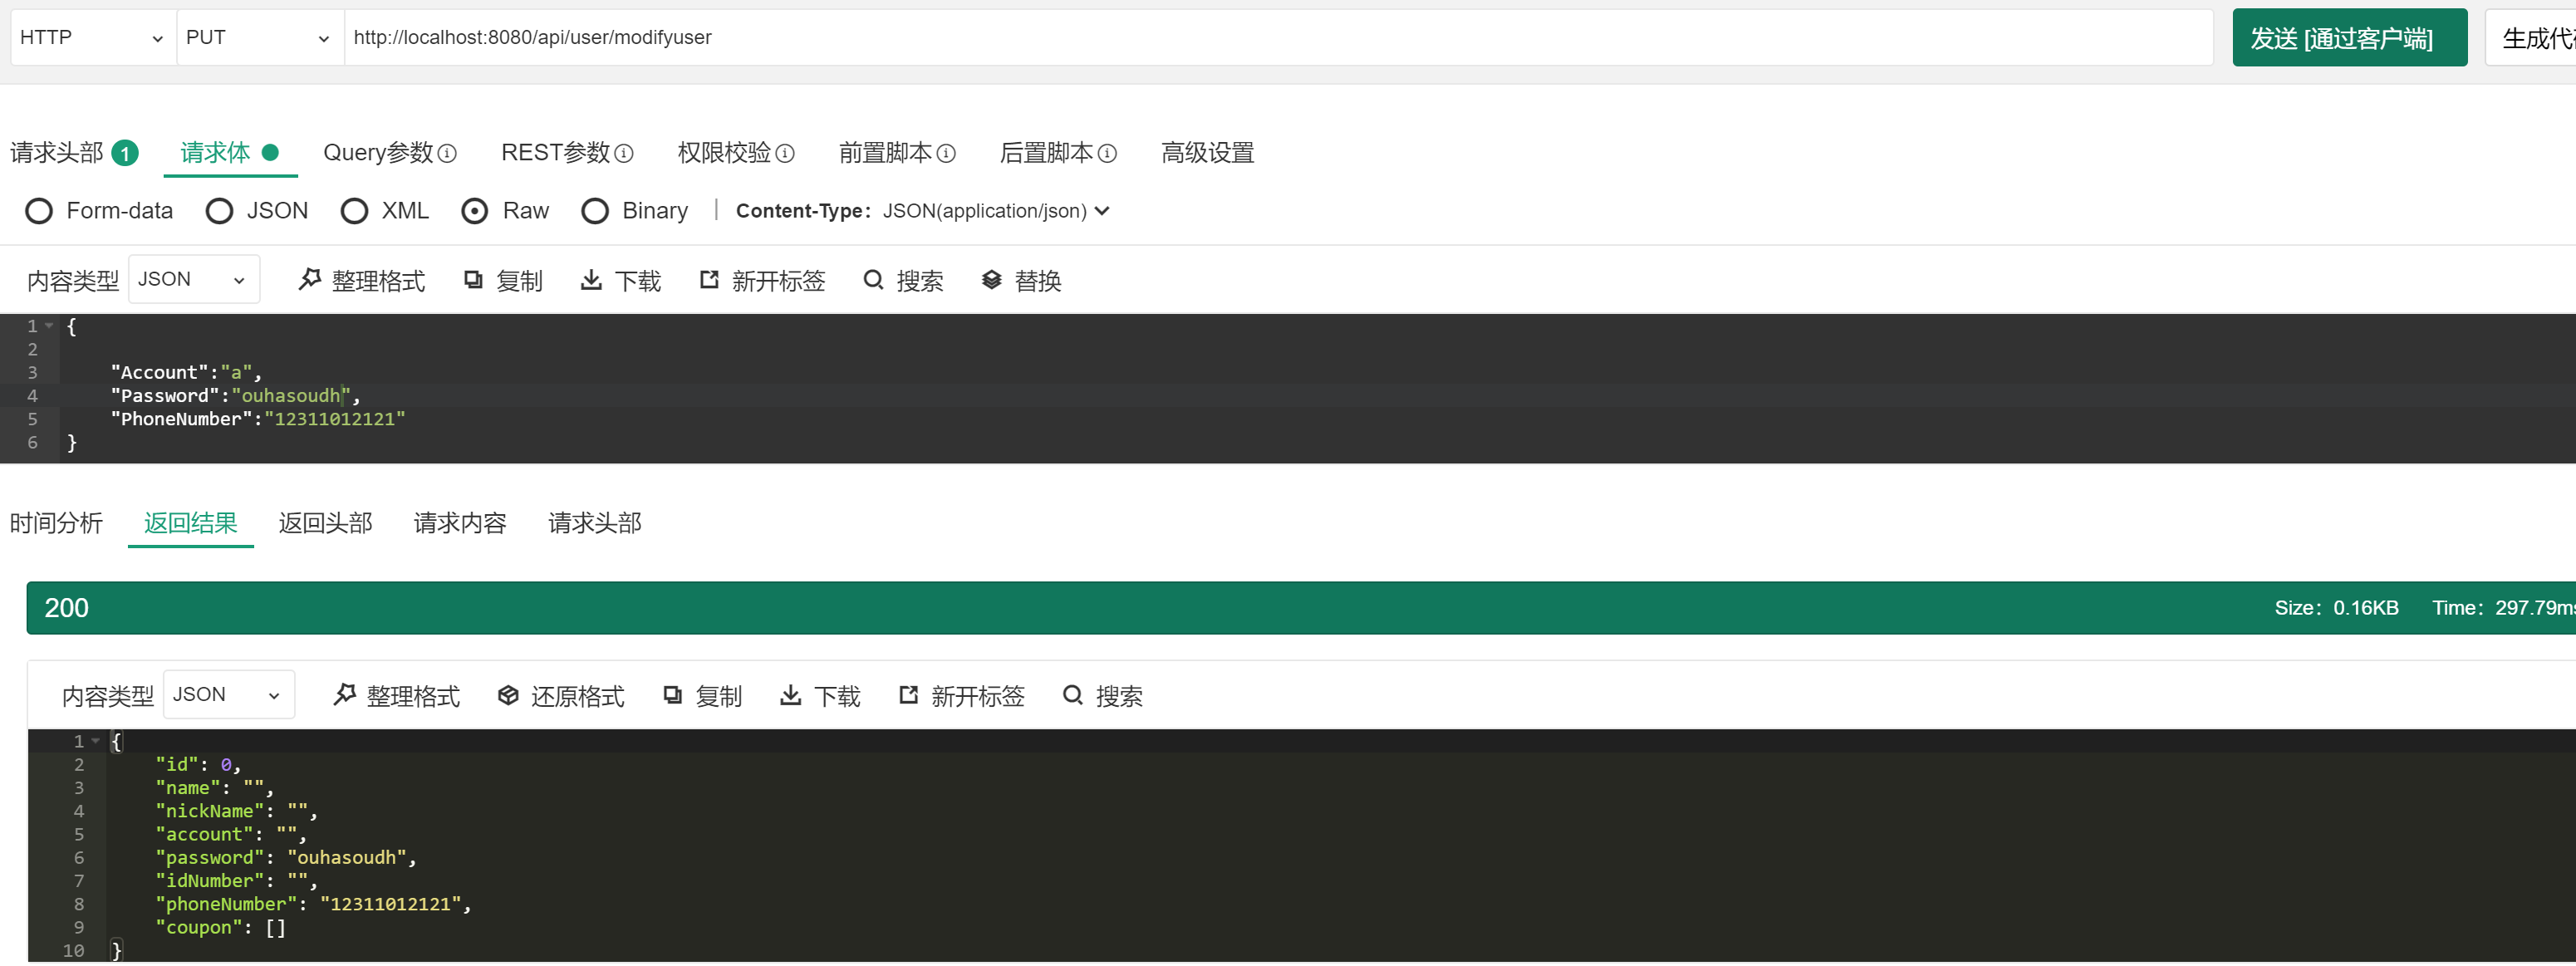 HTTP PUT http://localhost:8080/api/user/modifyuser 发送 [通过客户端] 生成代
请求头部 1 请求体 Query参数 REST参数 权限校验 前置脚本 后置脚本 高级设置
Form-data JSON XML Raw Binary | Content-Type: JSON(application/json)
内容类型 JSON 整理格式 复制 下载 新开标签 搜索 替换
1 {
2
3 "Account":"a",
4 "Password":"ouhasoudh",
5 "PhoneNumber":"12311012121"
6 }
时间分析 返回结果 返回头部 请求内容 请求头部
200 Size: 0.16KB Time: 297.79ms
内容类型 JSON 整理格式 还原格式 复制 下载 新开标签 搜索
1 {
2 "id": 0,
3 "name": "",
4 "nickName": "",
5 "account": "",
6 "password": "ouhasoudh",
7 "idNumber": "",
8 "phoneNumber": "12311012121",
9 "coupon": []
10 }